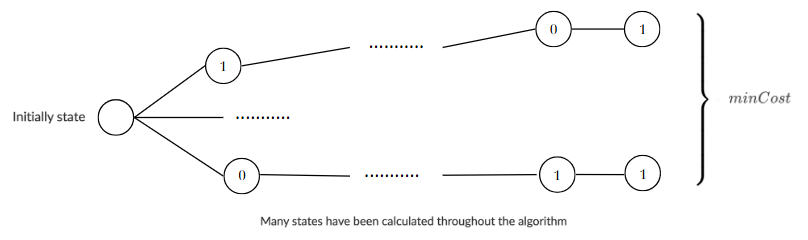 0 1
1 ...........
minCost
Initially state ...........
0 ........... 1 1
Many states have been calculated throughout the algorithm